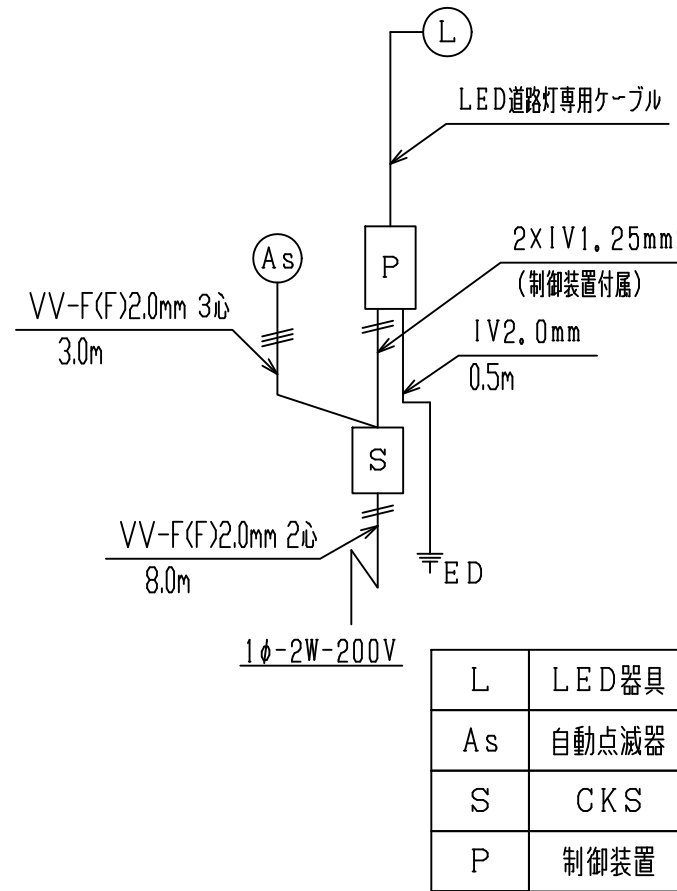 L
LED道路灯専用ケーブル
As
P
2×IV1.25mm
(制御装置付属)
VV-F(F)2.0mm 3心
3.0m
IV2.0mm
0.5m
S
VV-F(F)2.0mm 2心
8.0m
ED
1φ-2W-200V
L LED器具
As 自動点滅器
S CKS
P 制御装置